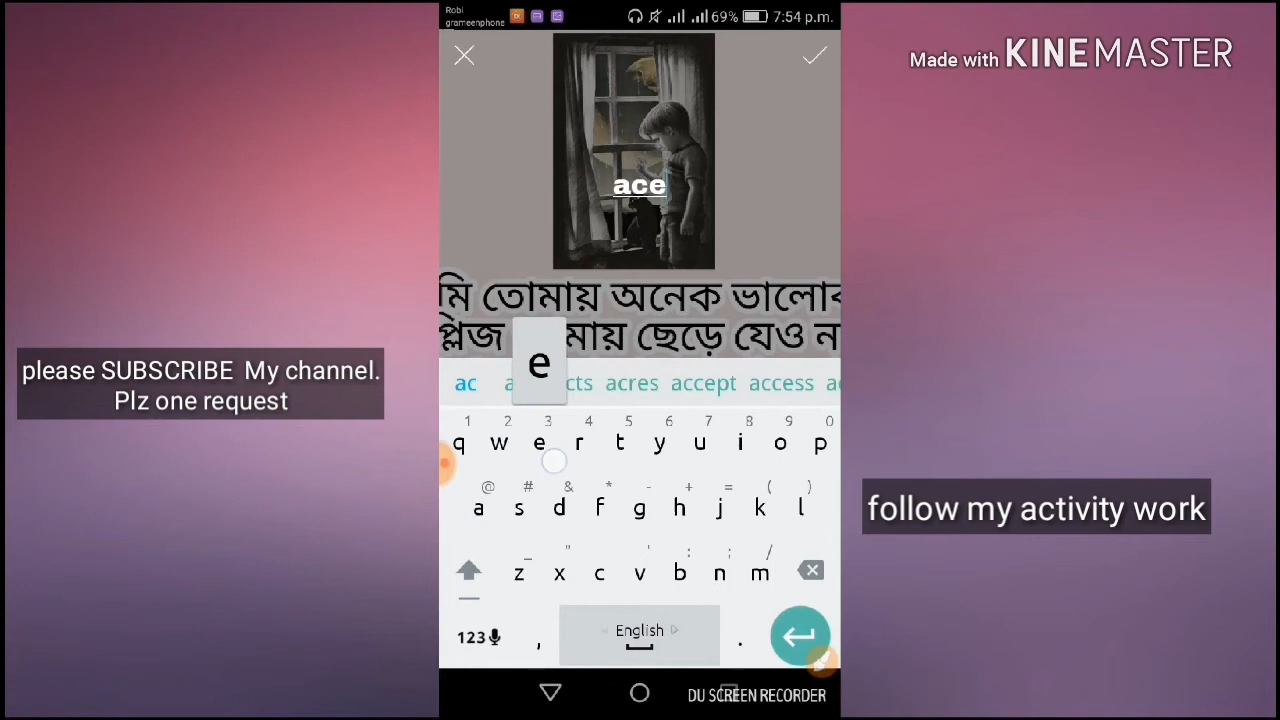 Robi
grameenphone
69%
7:54 p.m.
Made with KINEMASTER
ace
মি তোমায় অনেক ভালোব
প্লিজ মায় ছেড়ে যেও ন
please SUBSCRIBE My channel.
Plz one request
e
ac a cts acres accept access
1 2 3 4 5 6 7 8 9 0
q w e r t y u i o p
@ # & * - + = ( )
a s d f g h j k l
_ " ' : ; /
z x c v b n m
123 , English .
follow my activity work
DU SCREEN RECORDER